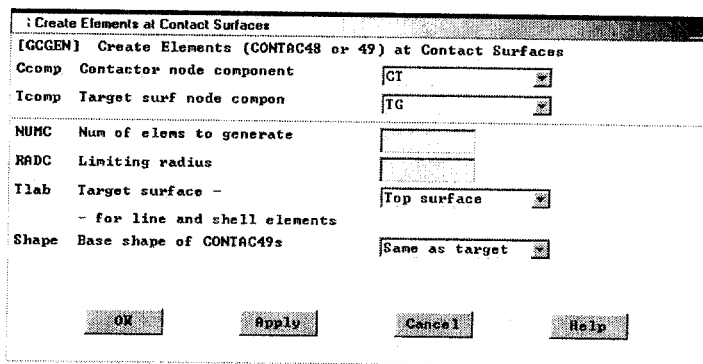 Create Elements at Contact Surfaces
[GCGEN] Create Elements (CONTAC48 or 49) at Contact Surfaces
Ccomp Contactor node component CT
Tcomp Target surf node compon TG
NUMC Num of elems to generate
RADC Limiting radius
Tlab Target surface - Top surface
- for line and shell elements
Shape Base shape of CONTAC49s Same as target
OK Apply Cancel Help